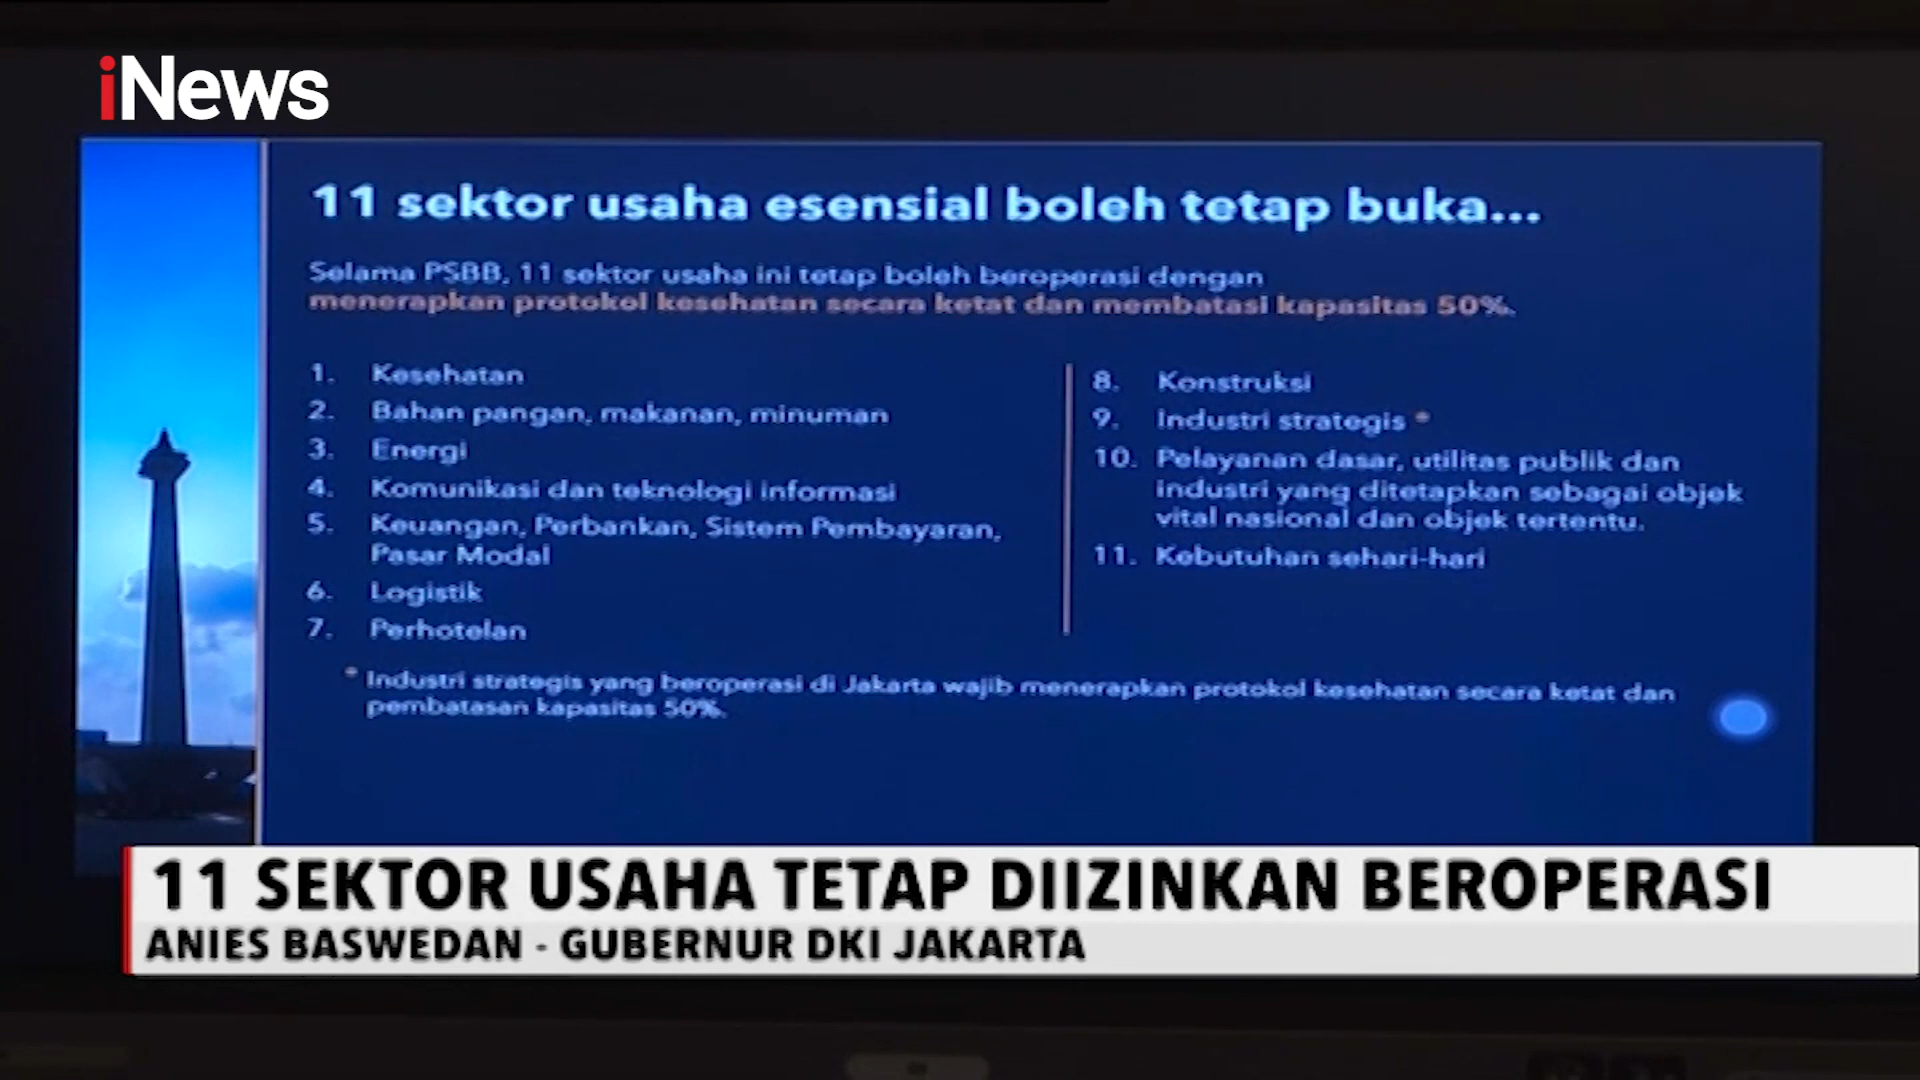 iNews
11 sektor usaha esensial boleh tetap buka...
Selama PSBB, 11 sektor usaha ini tetap boleh beroperasi dengan
menerapkan protokol kesehatan secara ketat dan membatasi kapasitas 50%.
1. Kesehatan
2. Bahan pangan, makanan, minuman
3. Energi
4. Komunikasi dan teknologi informasi
5. Keuangan, Perbankan, Sistem Pembayaran,
Pasar Modal
6. Logistik
7. Perhotelan
8. Konstruksi
9. Industri strategis *
10. Pelayanan dasar, utilitas publik dan
industri yang ditetapkan sebagai objek
vital nasional dan objek tertentu.
11. Kebutuhan sehari-hari
* Industri strategis yang beroperasi di Jakarta wajib menerapkan protokol kesehatan secara ketat dan
pembatasan kapasitas 50%.
11 SEKTOR USAHA TETAP DIIZINKAN BEROPERASI
ANIES BASWEDAN - GUBERNUR DKI JAKARTA